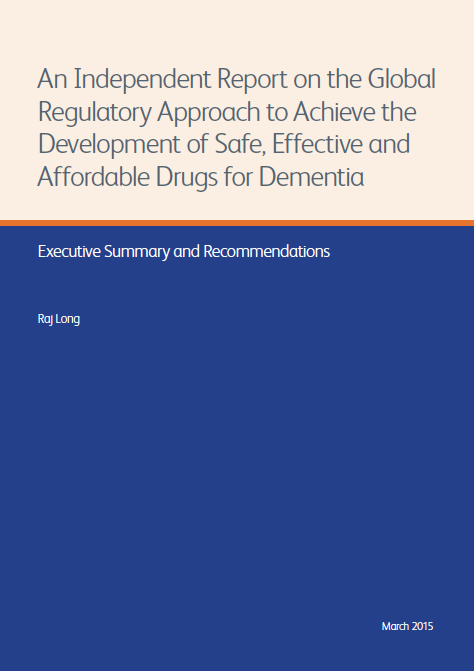 An Independent Report on the Global
Regulatory Approach to Achieve the
Development of Safe, Effective and
Affordable Drugs for Dementia
Executive Summary and Recommendations
Raj Long
March 2015